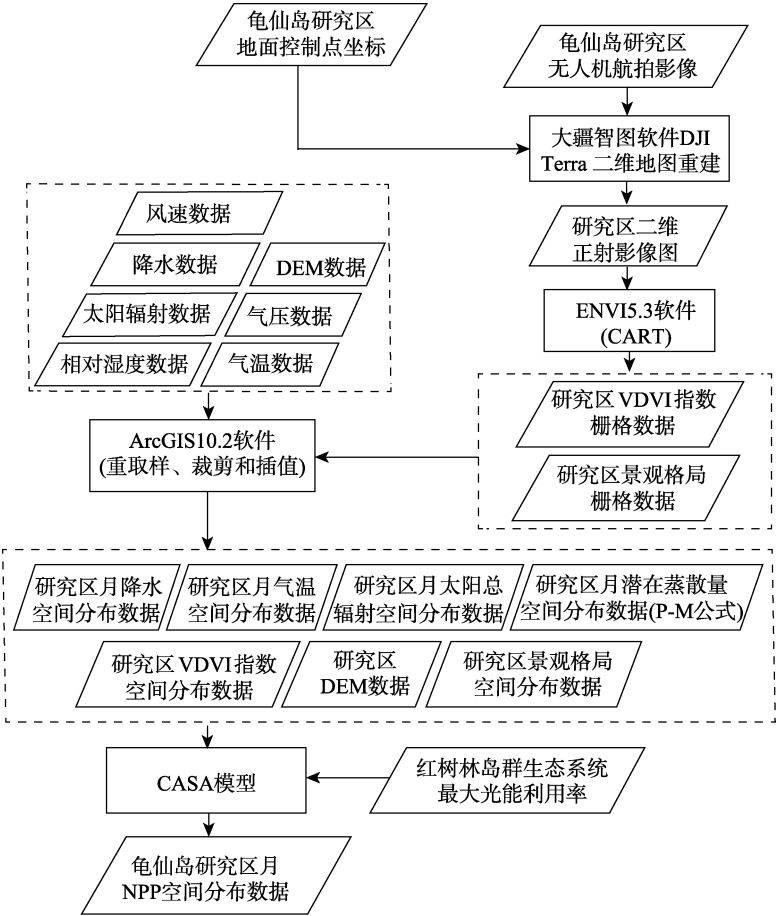 龟仙岛研究区
地面控制点坐标
龟仙岛研究区
无人机航拍影像
大疆智图软件DJI
Terra 二维地图重建
研究区二维
正射影像图
ENVI5.3软件
(CART)
风速数据
降水数据
DEM数据
太阳辐射数据
气压数据
相对湿度数据
气温数据
研究区 VDVI 指数
栅格数据
研究区景观格局
栅格数据
ArcGIS10.2软件
(重取样、裁剪和插值)
研究区月降水
空间分布数据
研究区月气温
空间分布数据
研究区月太阳总
辐射空间分布数据
研究区月潜在蒸散量
空间分布数据(P-M公式)
研究区 VDVI 指数
空间分布数据
研究区
DEM数据
研究区景观格局
空间分布数据
CASA模型
红树林岛群生态系统
最大光能利用率
龟仙岛研究区月
NPP空间分布数据